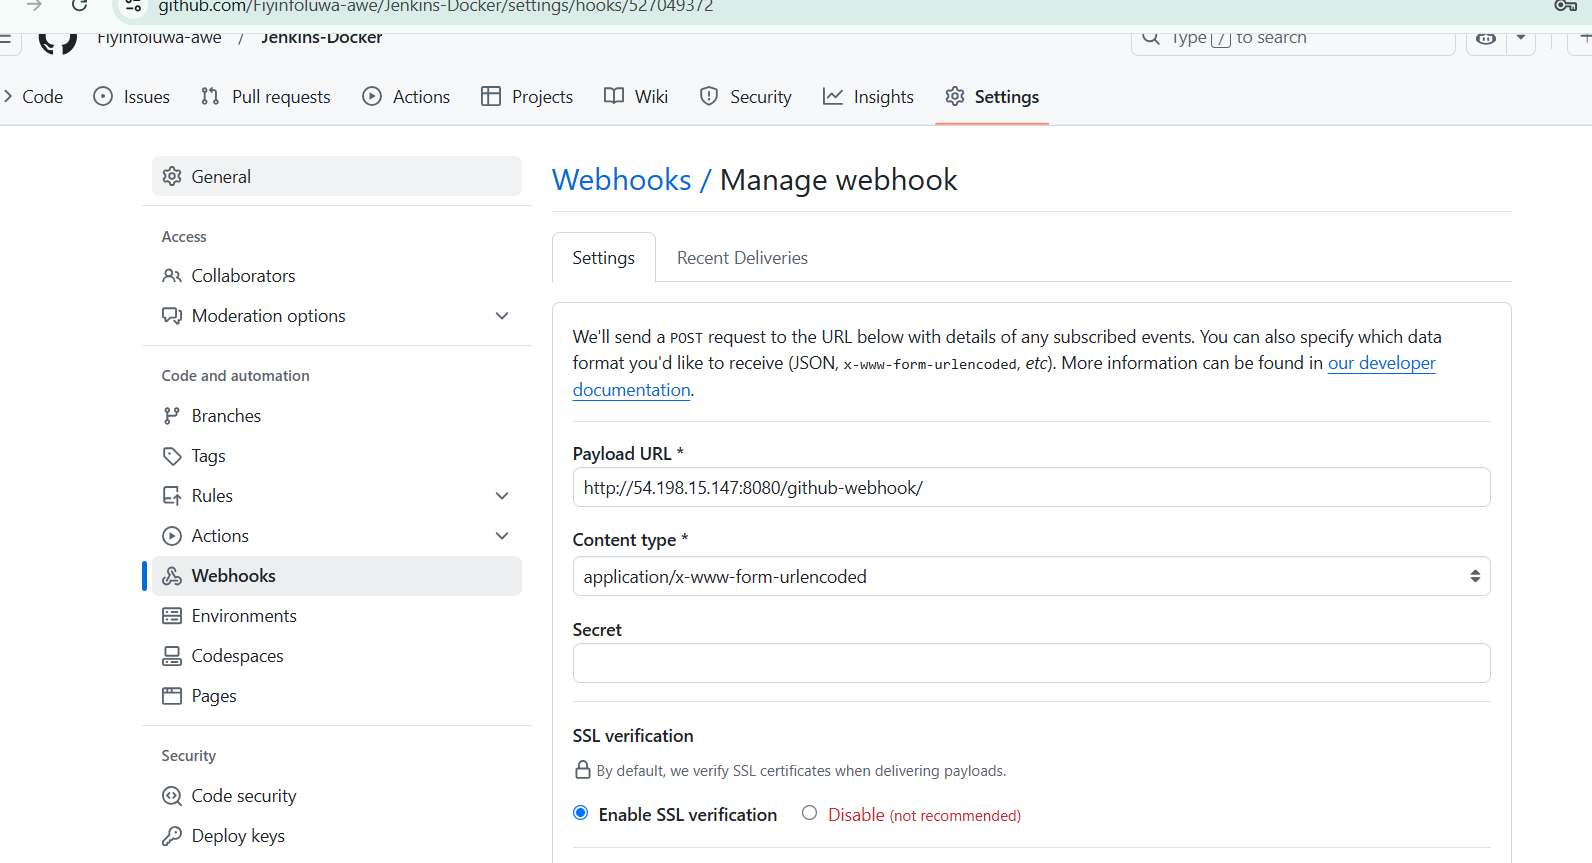 github.com/Fiyinfoluwa-awe/Jenkins-Docker/settings/hooks/527049372
Fiyinfoluwa-awe / Jenkins-Docker
Type / to search
Code Issues Pull requests Actions Projects Wiki Security Insights Settings
General
Access
Collaborators
Moderation options
Code and automation
Branches
Tags
Rules
Actions
Webhooks
Environments
Codespaces
Pages
Security
Code security
Deploy keys
Webhooks / Manage webhook
Settings Recent Deliveries
We'll send a POST request to the URL below with details of any subscribed events. You can also specify which data
format you'd like to receive (JSON, x-www-form-urlencoded, etc). More information can be found in our developer
documentation.
Payload URL *
http://54.198.15.147:8080/github-webhook/
Content type *
application/x-www-form-urlencoded
Secret
SSL verification
By default, we verify SSL certificates when delivering payloads.
Enable SSL verification Disable (not recommended)